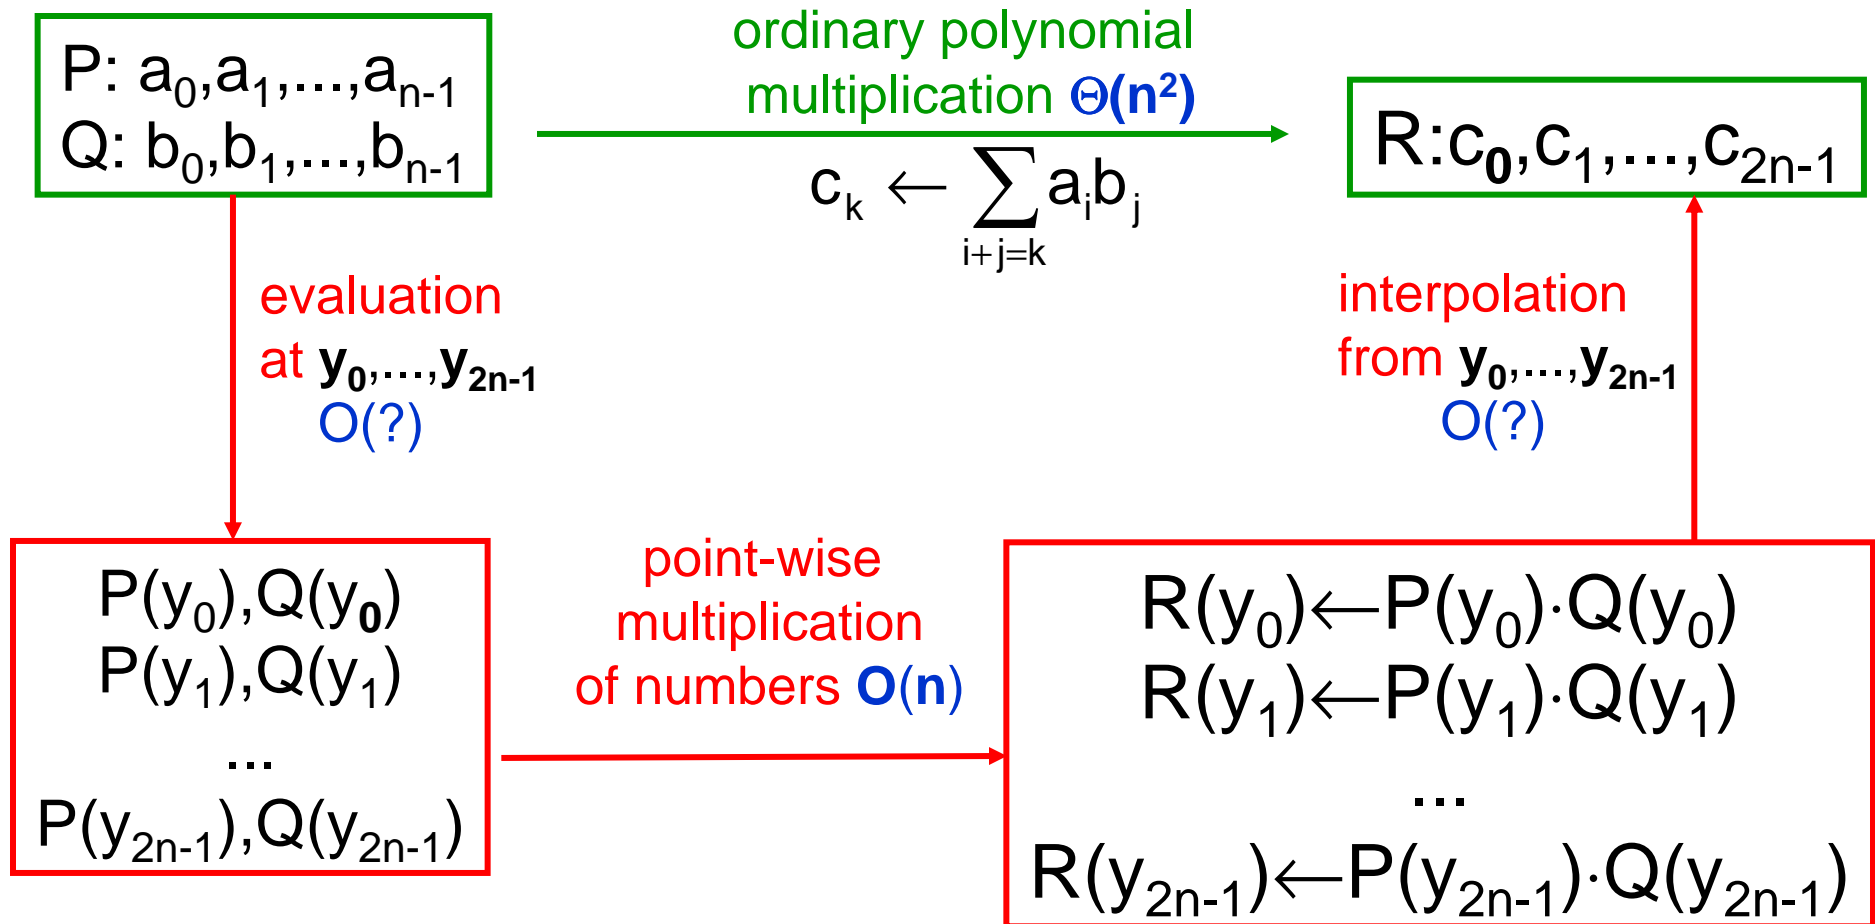 P: a₀,a₁,...,aₙ₋₁
Q: b₀,b₁,...,bₙ₋₁
ordinary polynomial
multiplication Θ(n²)
cₖ ← ∑ aᵢbⱼ
i+j=k
R:c₀,c₁,...,c₂ₙ₋₁
evaluation
at y₀,...,y₂ₙ₋₁
O(?)
interpolation
from y₀,...,y₂ₙ₋₁
O(?)
P(y₀),Q(y₀)
P(y₁),Q(y₁)
...
P(y₂ₙ₋₁),Q(y₂ₙ₋₁)
point-wise
multiplication
of numbers O(n)
R(y₀)←P(y₀)·Q(y₀)
R(y₁)←P(y₁)·Q(y₁)
...
R(y₂ₙ₋₁)←P(y₂ₙ₋₁)·Q(y₂ₙ₋₁)